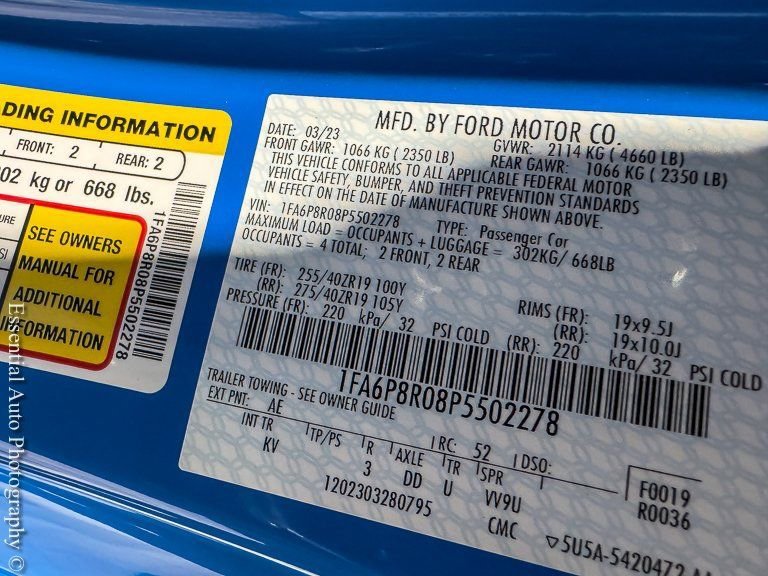 DING INFORMATION
FRONT: 2 REAR: 2
02 kg or 668 lbs.
SEE OWNERS
MANUAL FOR
ADDITIONAL
INFORMATION
1FA6P8R08P5502278
MFD. BY FORD MOTOR CO.
DATE: 03/23 GVWR: 2114 KG ( 4660 LB)
FRONT GAWR: 1066 KG ( 2350 LB) REAR GAWR: 1066 KG ( 2350 LB)
THIS VEHICLE CONFORMS TO ALL APPLICABLE FEDERAL MOTOR
VEHICLE SAFETY, BUMPER, AND THEFT PREVENTION STANDARDS
IN EFFECT ON THE DATE OF MANUFACTURE SHOWN ABOVE.
VIN: 1FA6P8R08P5502278 TYPE: Passenger Car
MAXIMUM LOAD = OCCUPANTS + LUGGAGE = 302KG/ 668LB
OCCUPANTS = 4 TOTAL; 2 FRONT, 2 REAR
TIRE (FR): 255/40ZR19 100Y RIMS (FR): 19x9.5J
(RR): 275/40ZR19 105Y (RR): 19x10.0J
PRESSURE (FR): 220 kPa/ 32 PSI COLD (RR): 220 kPa/ 32 PSI COLD
1FA6P8R08P5502278
TRAILER TOWING - SEE OWNER GUIDE
EXT PNT: AE RC: 52 DSO:
INT TR TP/PS R AXLE TR SPR F0019
KV 3 DD U VV9U R0036
1202303280795 CMC ▽5U5A-5420472
Essential Auto Photography ©